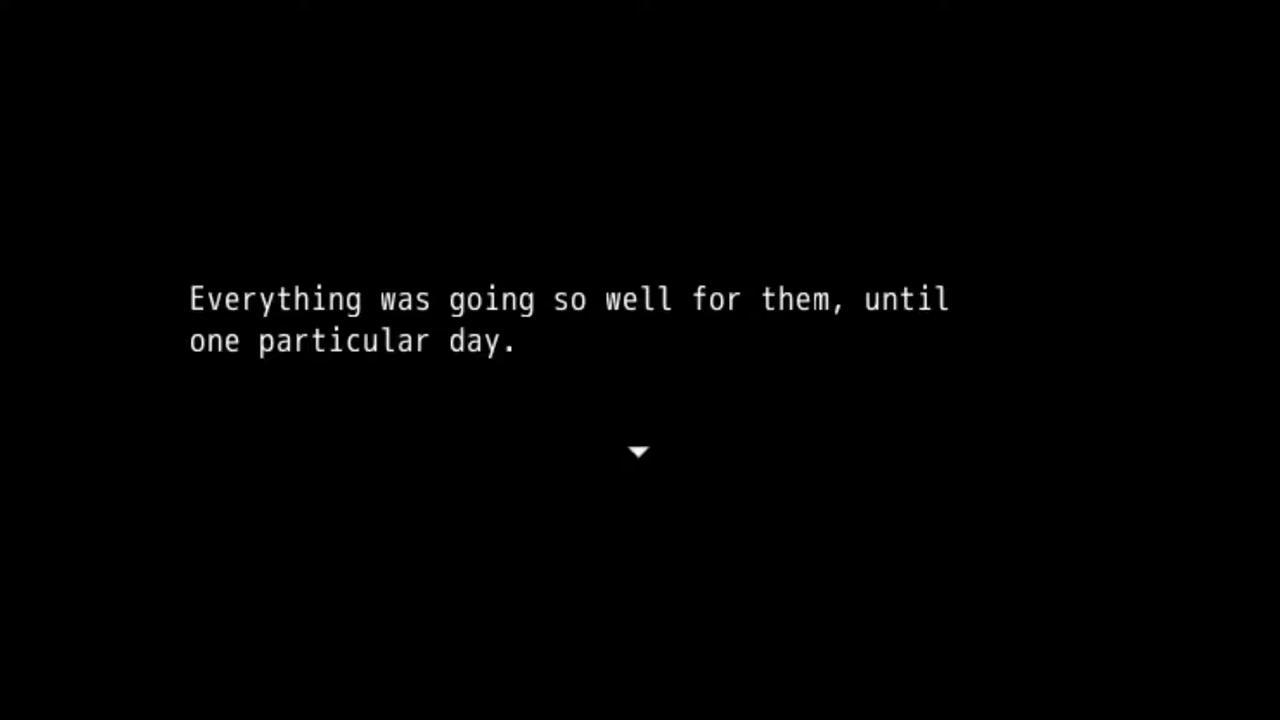 Everything was going so well for them, until
one particular day.